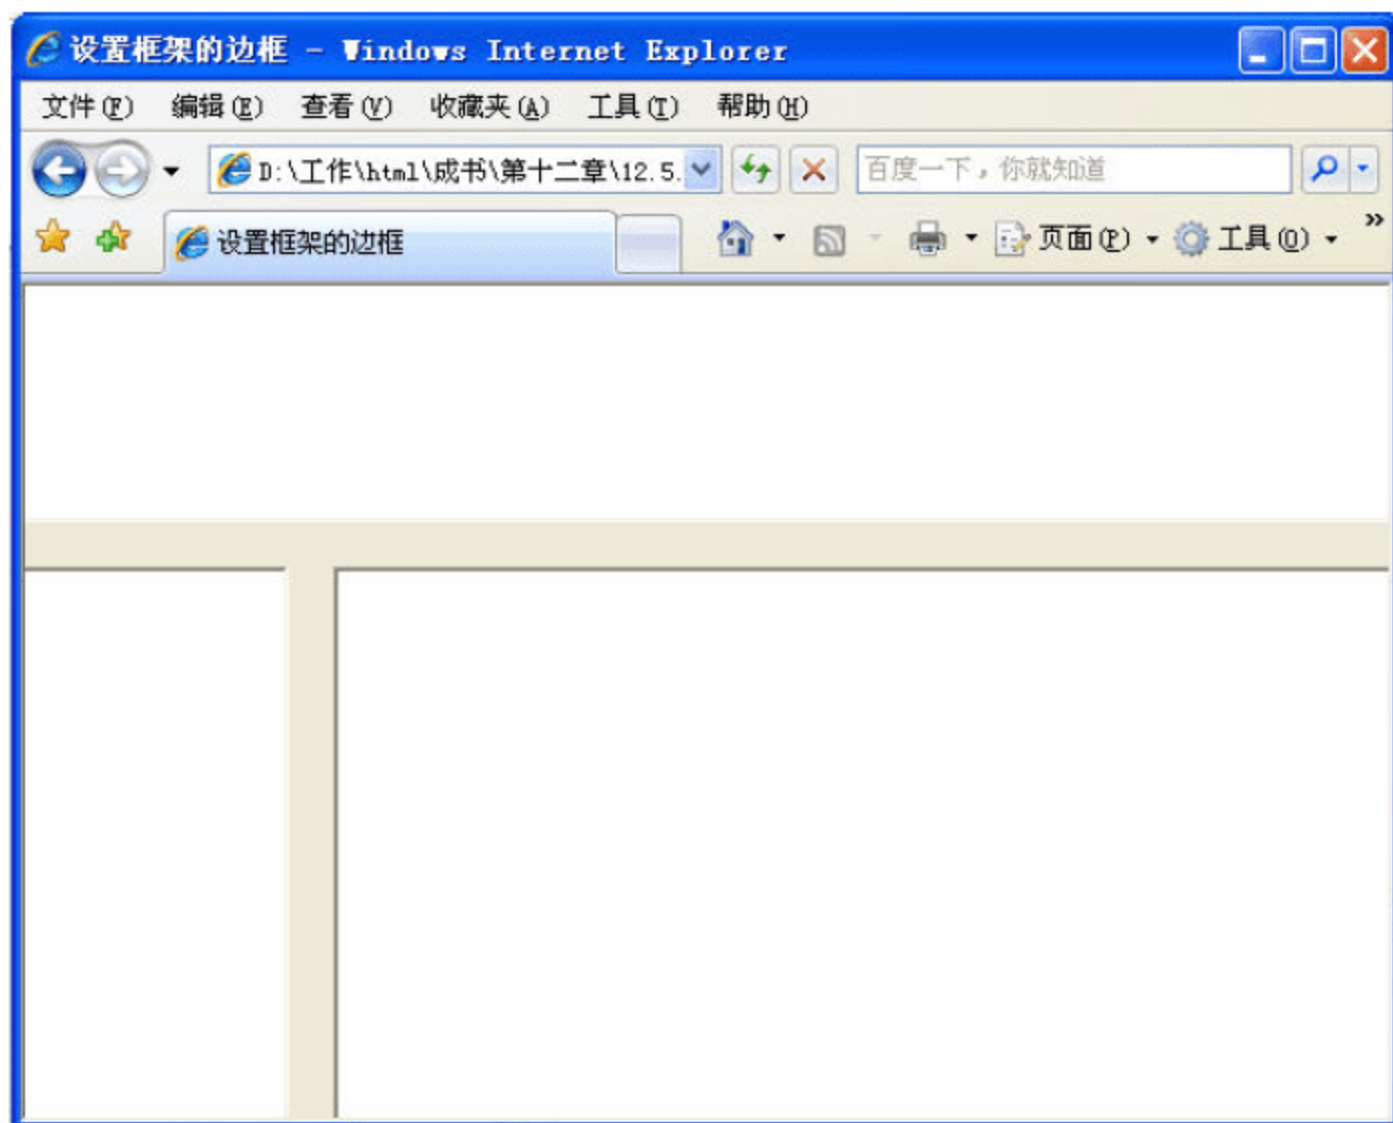 设置框架的边框 - Windows Internet Explorer
文件(F) 编辑(E) 查看(V) 收藏夹(A) 工具(T) 帮助(H)
D:\工作\html\成书\第十二章\12.5. 百度一下，你就知道
设置框架的边框 页面(P) 工具(O) »